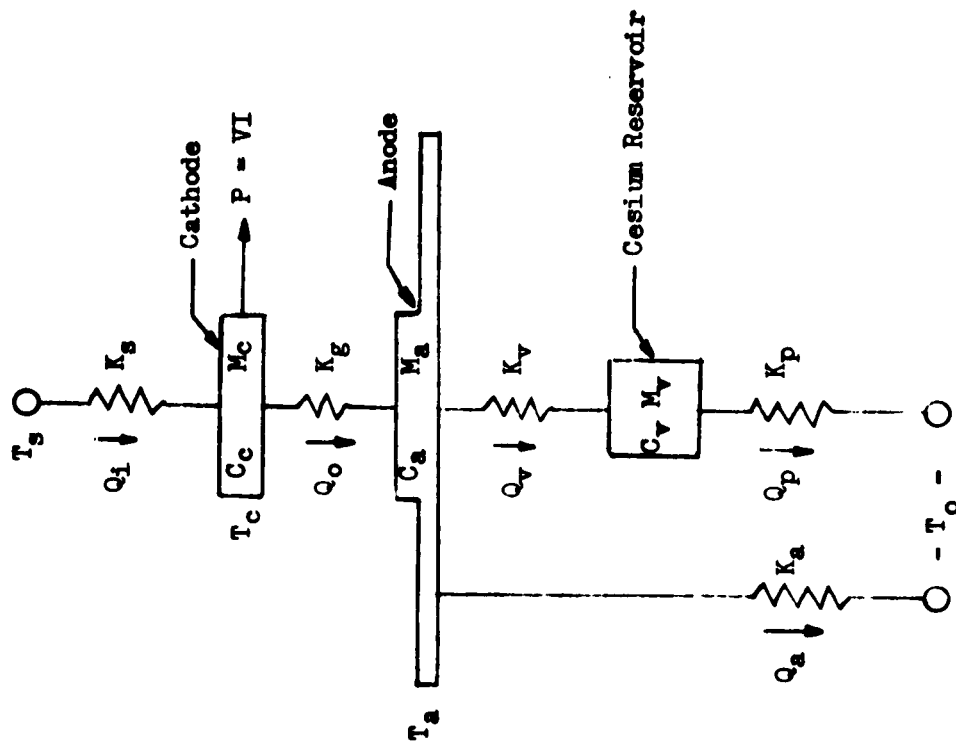 T_s
Q_i
K_s
Cathode
C_c
M_c
P = VI
T_c
Q_o
K_g
Anode
C_a
M_a
T_a
Q_v
K_v
Cesium Reservoir
C_v
M_v
Q_p
K_p
Q_a
K_a
- T_o -